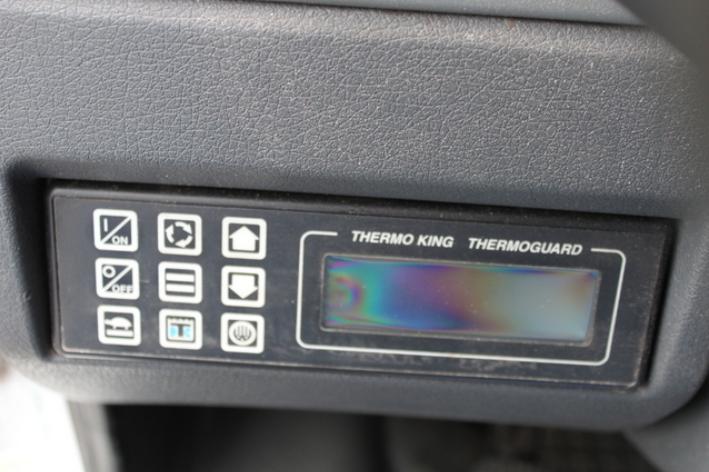 THERMO KING THERMOGUARD
I
ON
O
OFF